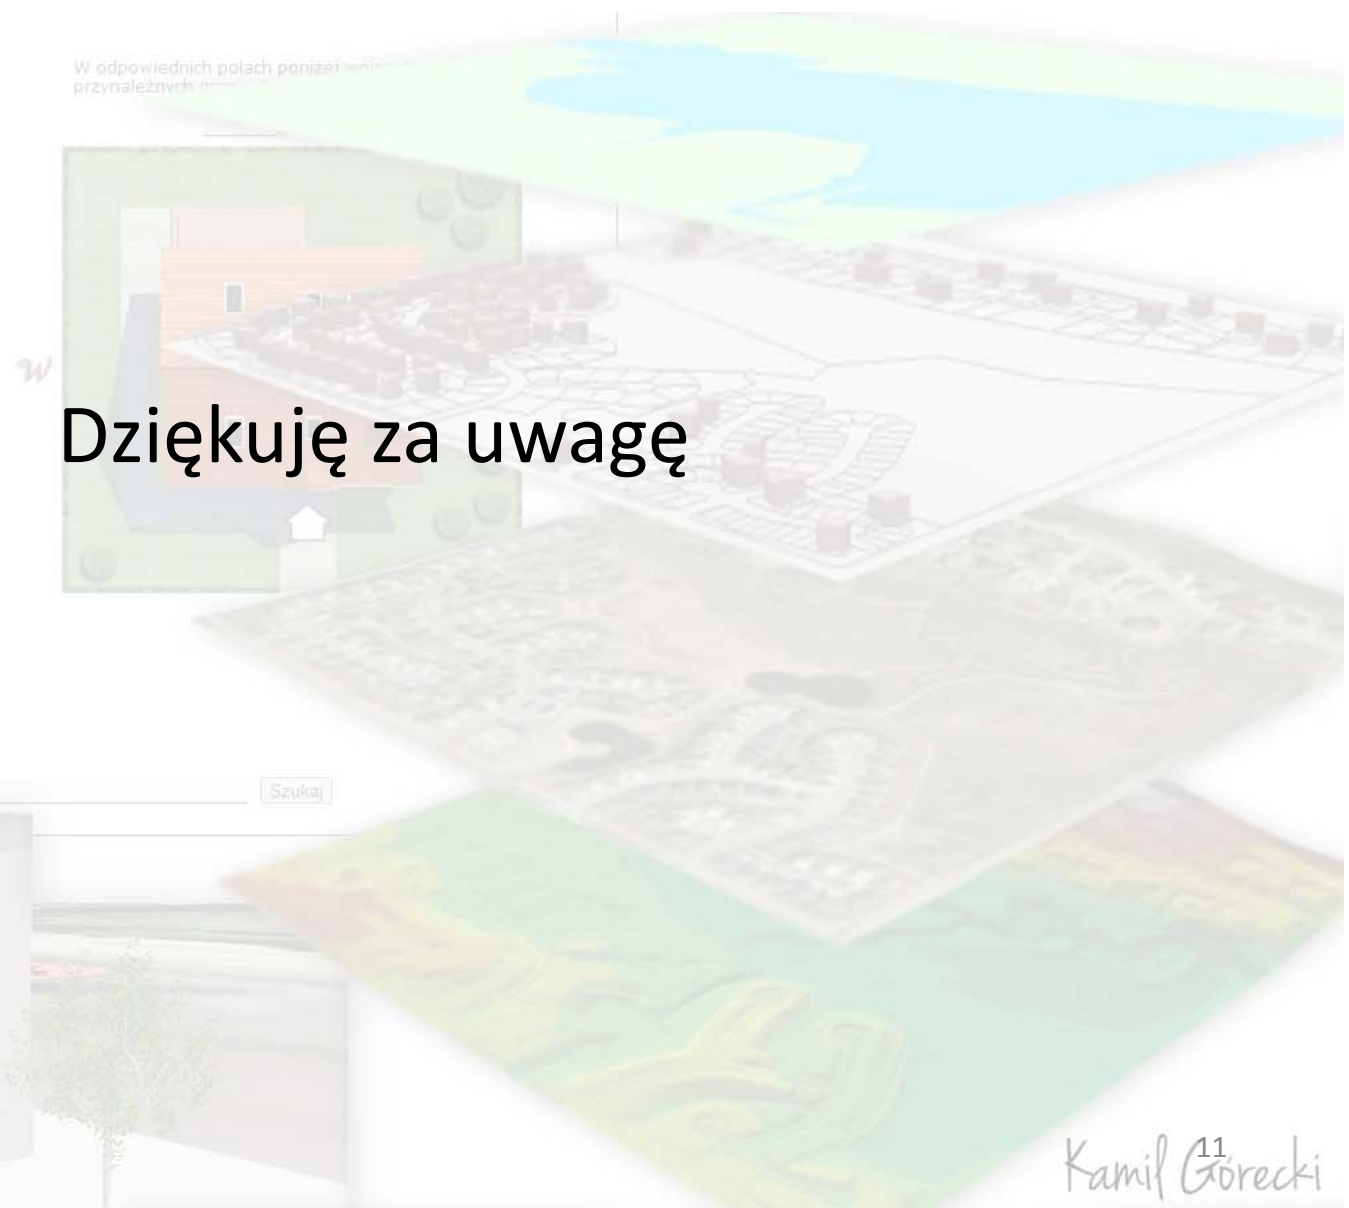 W odpowiednich polach poniżej
przynależnych
w
Dziękuję za uwagę
Szukaj
11
Kamil Górecki